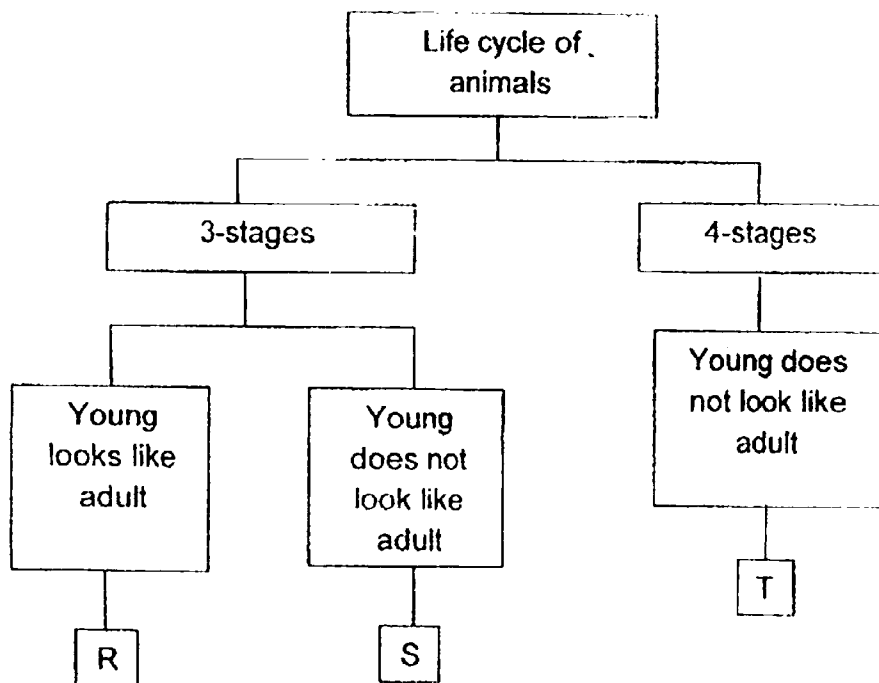 Life cycle of
animals
3-stages
4-stages
Young
looks like
adult
Young
does not
look like
adult
Young does
not look like
adult
R
S
T